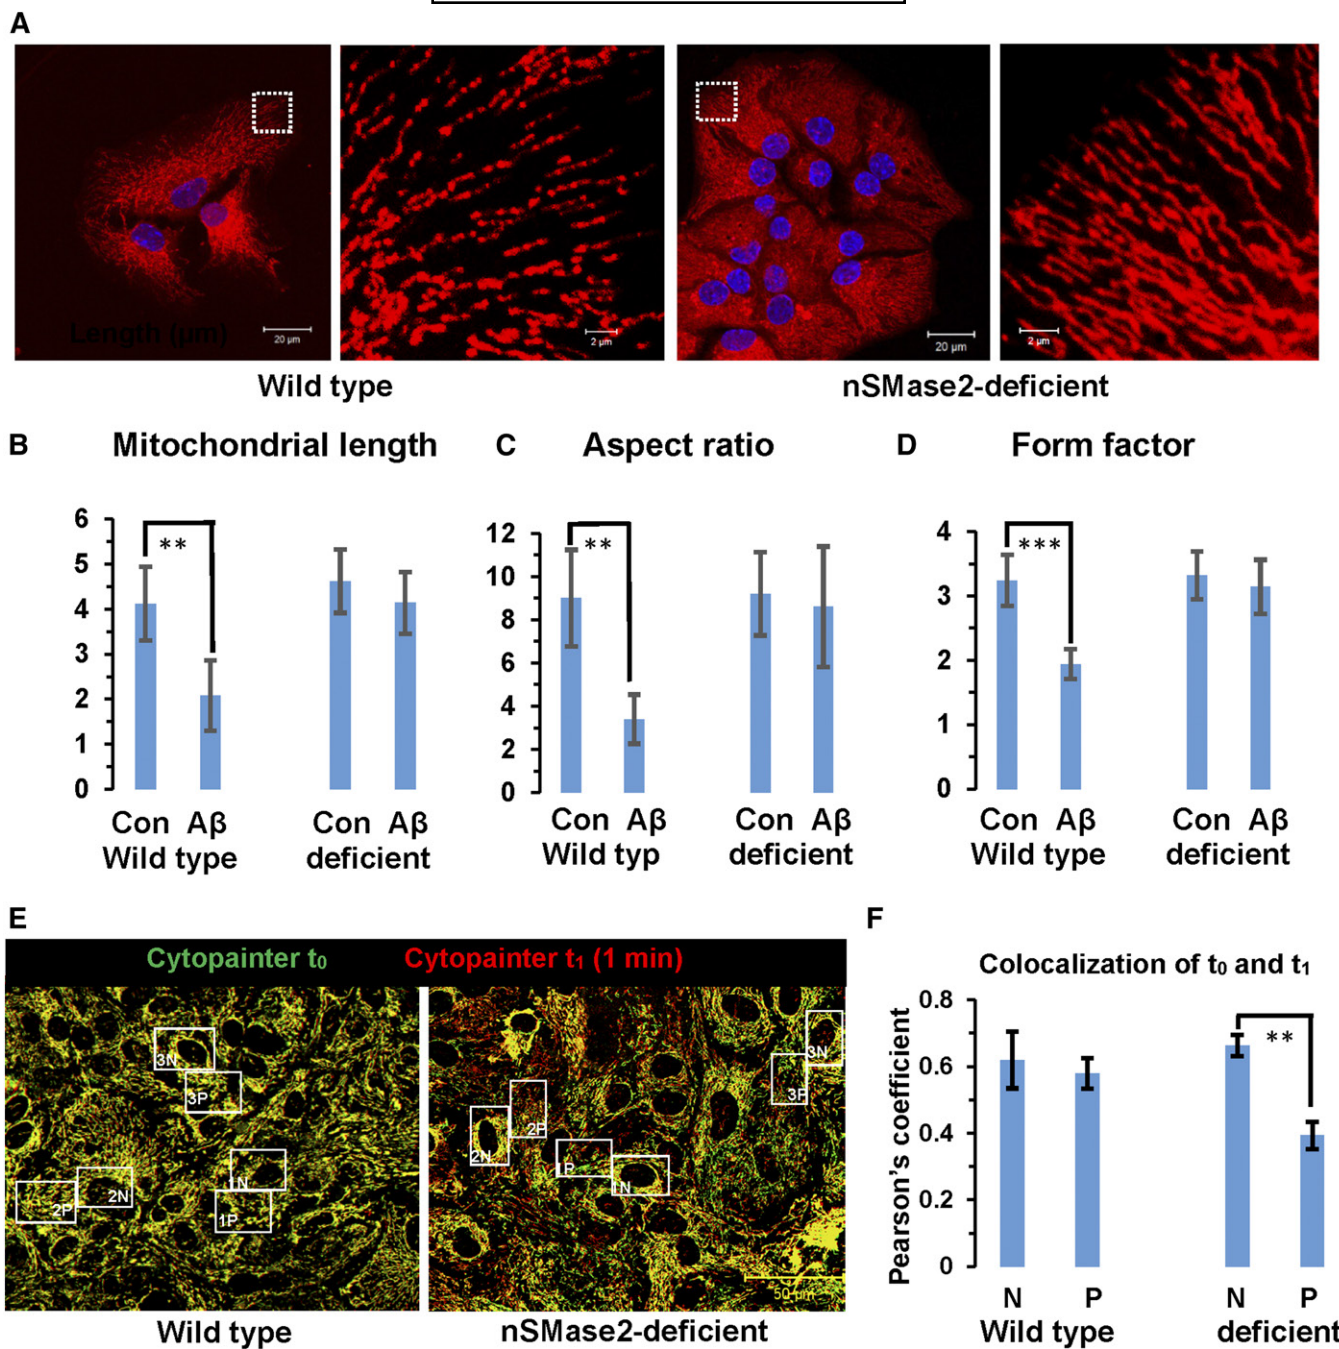 A
Length (µm)
20 µm
2 µm
20 µm
2 µm
Wild type
nSMase2-deficient
B Mitochondrial length
C Aspect ratio
D Form factor
6
5
4
3
2
1
0
**
Con Aβ
Wild type
Con Aβ
deficient
12
10
8
6
4
2
0
**
Con Aβ
Wild typ
Con Aβ
deficient
4
3
2
1
0
***
Con Aβ
Wild type
Con Aβ
deficient
E
Cytopainter t0
Cytopainter t1 (1 min)
3N
3P
2N
2P
1N
1P
3N
3P
2P
2N
1P
1N
50 µm
Wild type
nSMase2-deficient
F
Colocalization of t0 and t1
Pearson's coefficient
0.8
0.6
0.4
0.2
0
**
N P
Wild type
N P
deficient